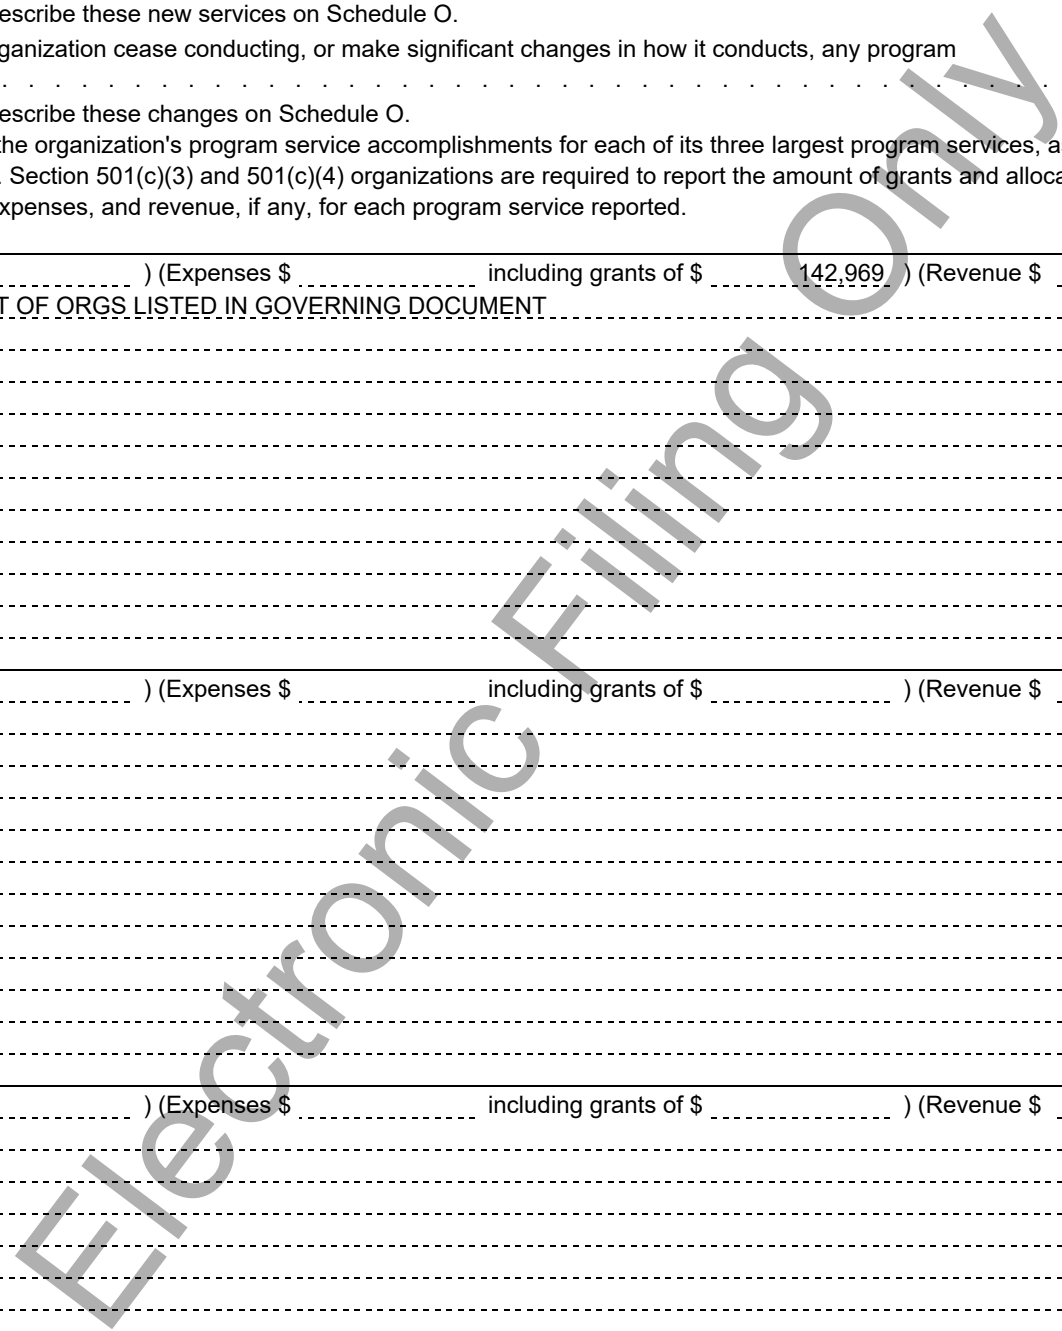 escribe these new services on Schedule O.
ganization cease conducting, or make significant changes in how it conducts, any program
. . . . . . . . . . . . . . . . . . . . . . . . . . . . . . . . . . . . . . . .
escribe these changes on Schedule O.
the organization's program service accomplishments for each of its three largest program services, a
. Section 501(c)(3) and 501(c)(4) organizations are required to report the amount of grants and alloca
xpenses, and revenue, if any, for each program service reported.
) (Expenses $ including grants of $ 142,969 ) (Revenue $
T OF ORGS LISTED IN GOVERNING DOCUMENT
) (Expenses $ including grants of $ ) (Revenue $
) (Expenses $ including grants of $ ) (Revenue $
Electronic Filing Only